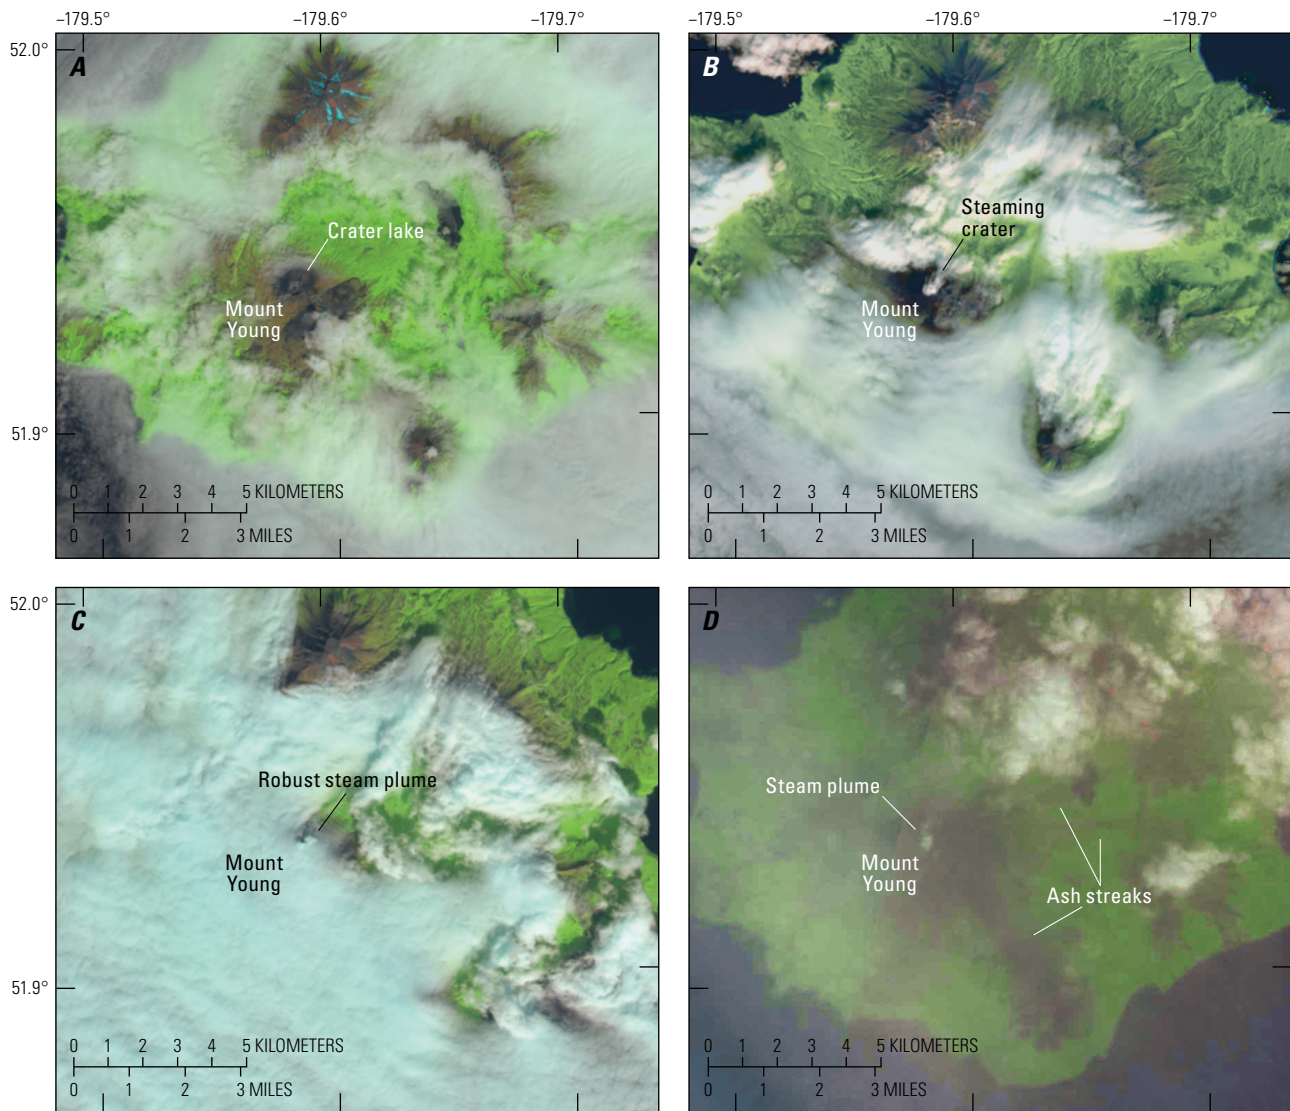 −179.5° −179.6° −179.7° −179.5° −179.6° −179.7°
52.0°
A
Crater lake
Mount
Young
51.9°
0 1 2 3 4 5 KILOMETERS
0 1 2 3 MILES
B
Steaming
crater
Mount
Young
0 1 2 3 4 5 KILOMETERS
0 1 2 3 MILES
52.0°
C
Robust steam plume
Mount
Young
51.9°
0 1 2 3 4 5 KILOMETERS
0 1 2 3 MILES
D
Steam plume
Mount
Young
Ash streaks
0 1 2 3 4 5 KILOMETERS
0 1 2 3 MILES